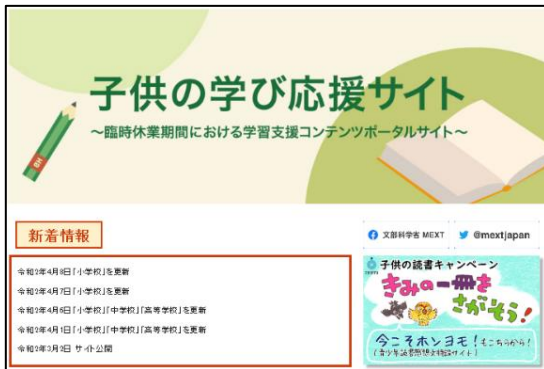 子供の学び応援サイト
～臨時休業期間における学習支援コンテンツポータルサイト～
新着情報
令和2年4月8日「小学校」を更新
令和2年4月7日「小学校」を更新
令和2年4月6日「小学校」「中学校」「高等学校」を更新
令和2年4月1日「小学校」「中学校」「高等学校」を更新
令和2年3月2日 サイト公開
文部科学省 MEXT
@mextjapan
子供の読書キャンペーン
きみの一冊を
さがそう!
今こそホンヨモ!もこちらから!